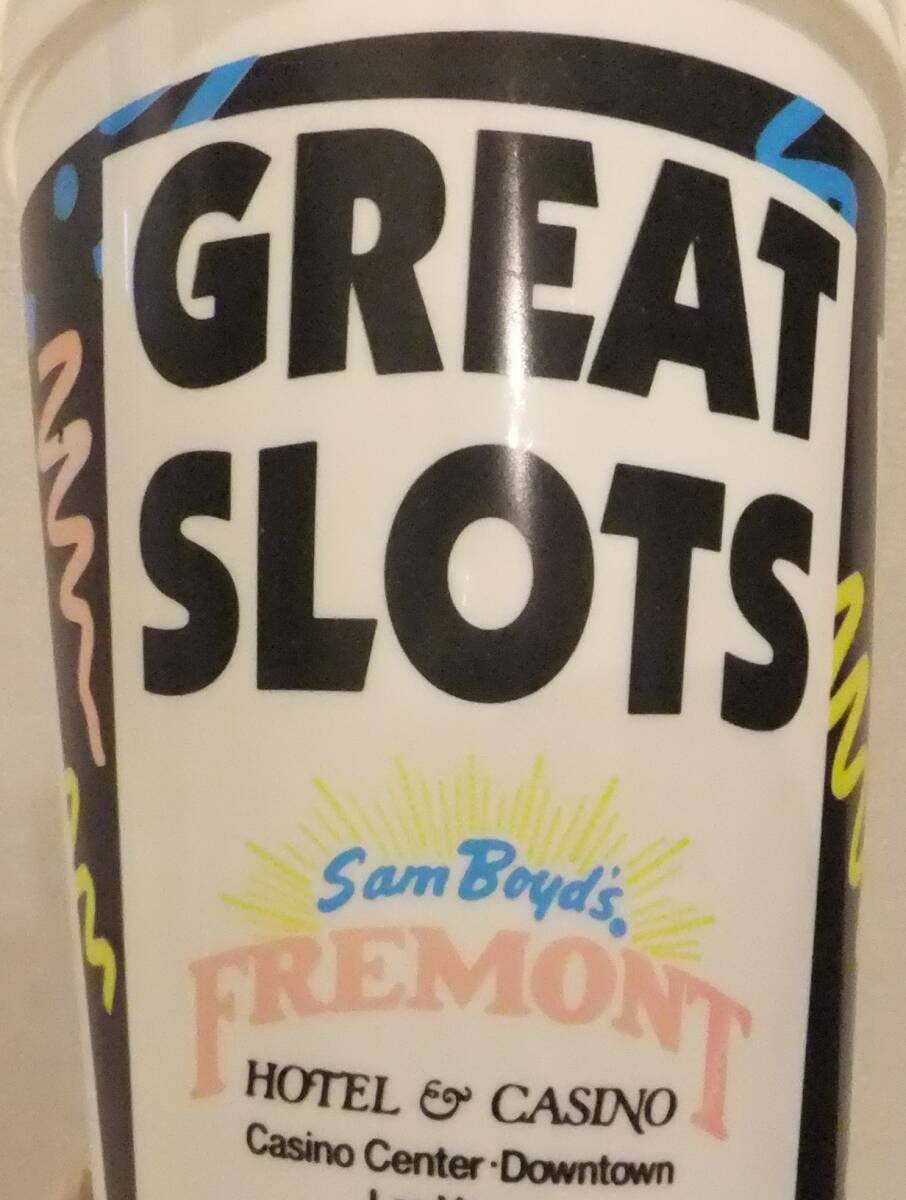 GREAT
SLOTS
Sam Boyd's
FREMONT
HOTEL & CASINO
Casino Center · Downtown